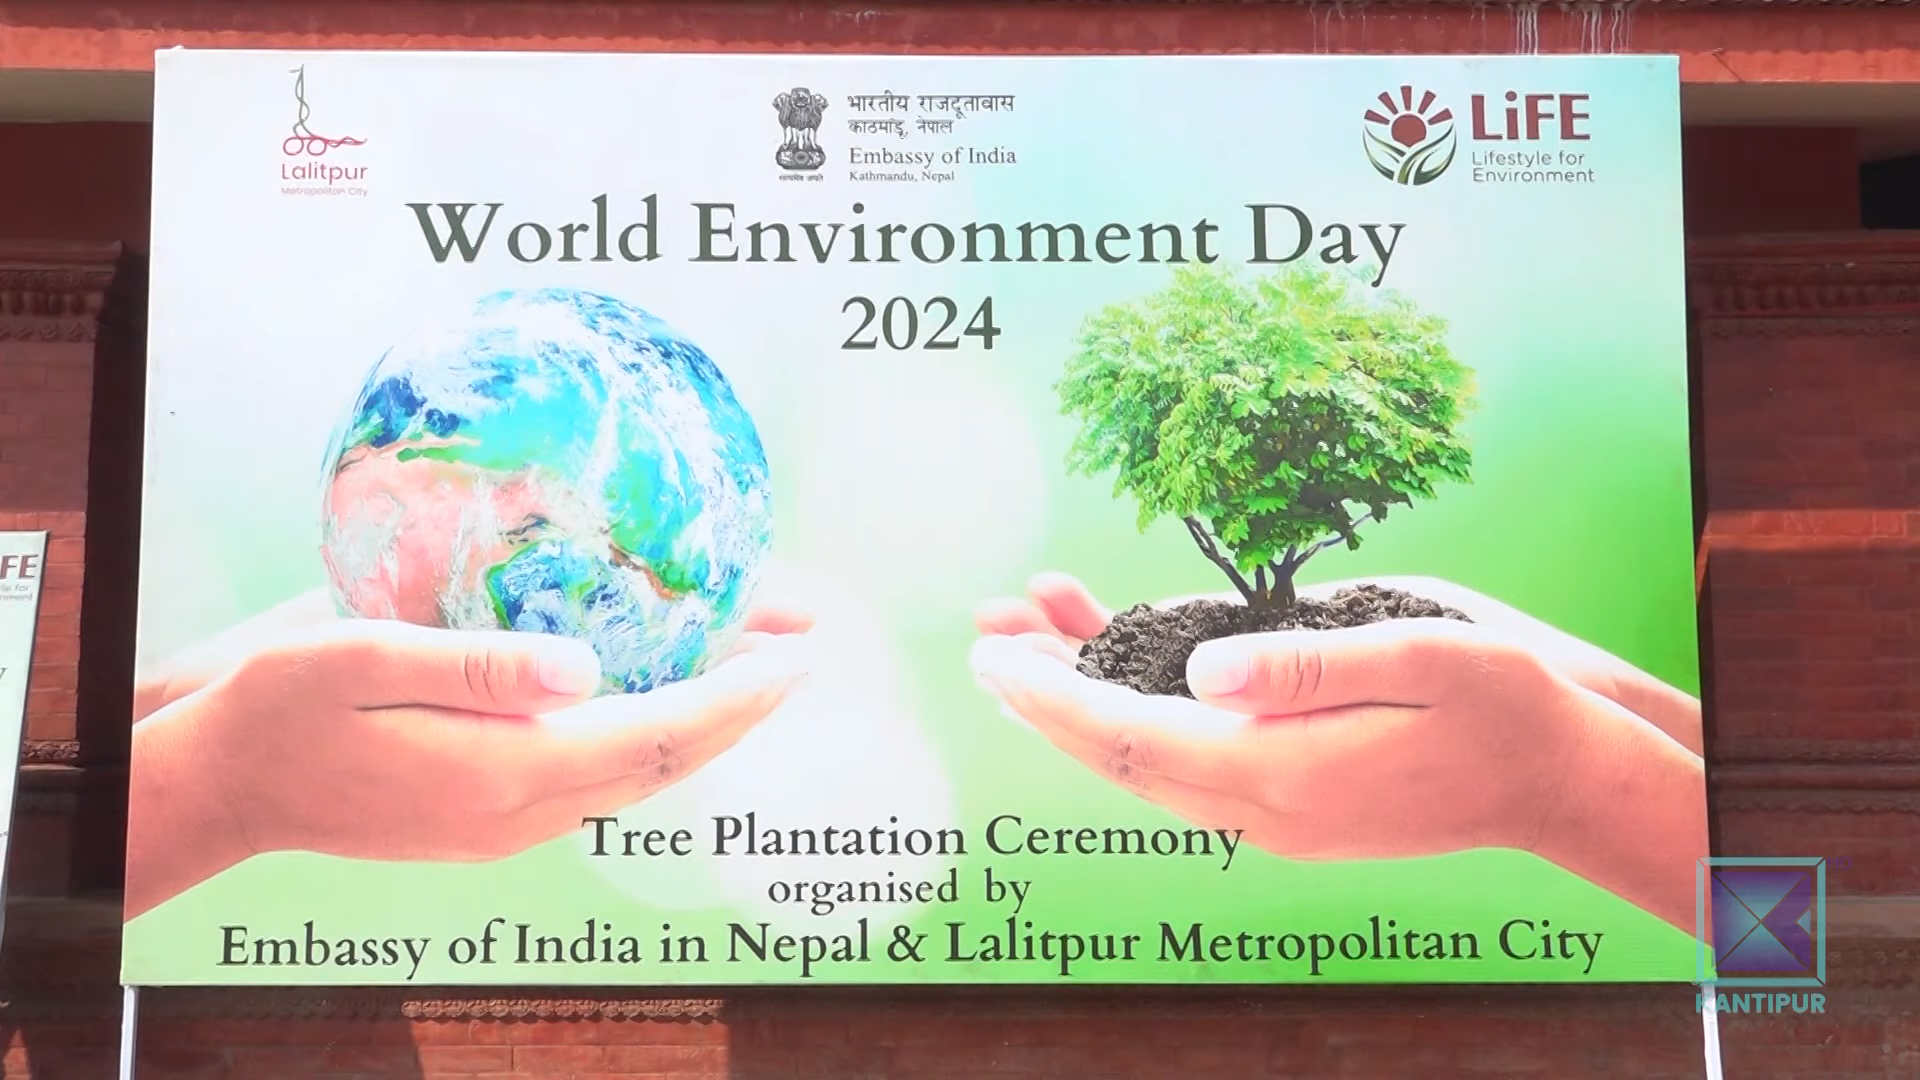 Lalitpur
Metropolitan City
भारतीय राजदूतावास
काठमांडू, नेपाल
Embassy of India
Kathmandu, Nepal
LiFE
Lifestyle for
Environment
World Environment Day
2024
Tree Plantation Ceremony
organised by
Embassy of India in Nepal & Lalitpur Metropolitan City
FE
KANTIPUR